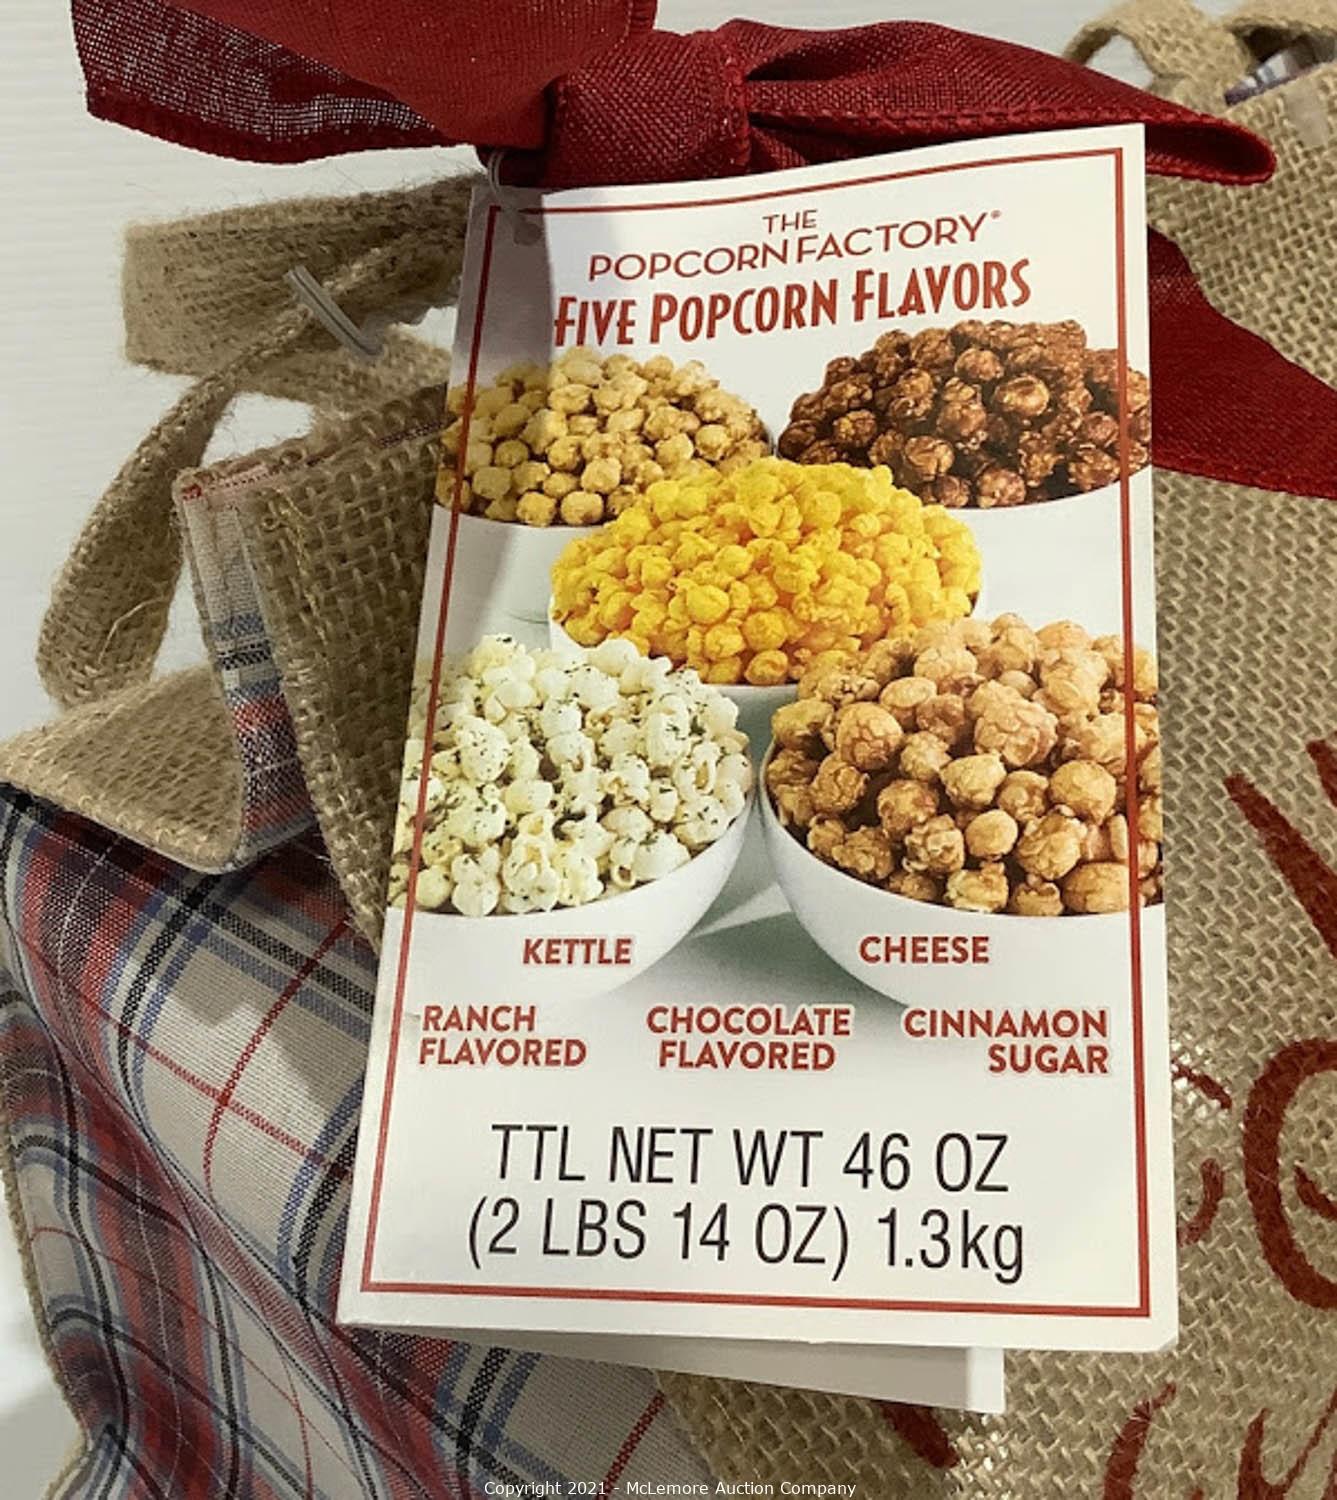 THE
POPCORN FACTORY®
FIVE POPCORN FLAVORS
KETTLE CHEESE
RANCH FLAVORED
CHOCOLATE FLAVORED
CINNAMON SUGAR
TTL NET WT 46 OZ
(2 LBS 14 OZ) 1.3kg
Copyright 2021 - McLemore Auction Company